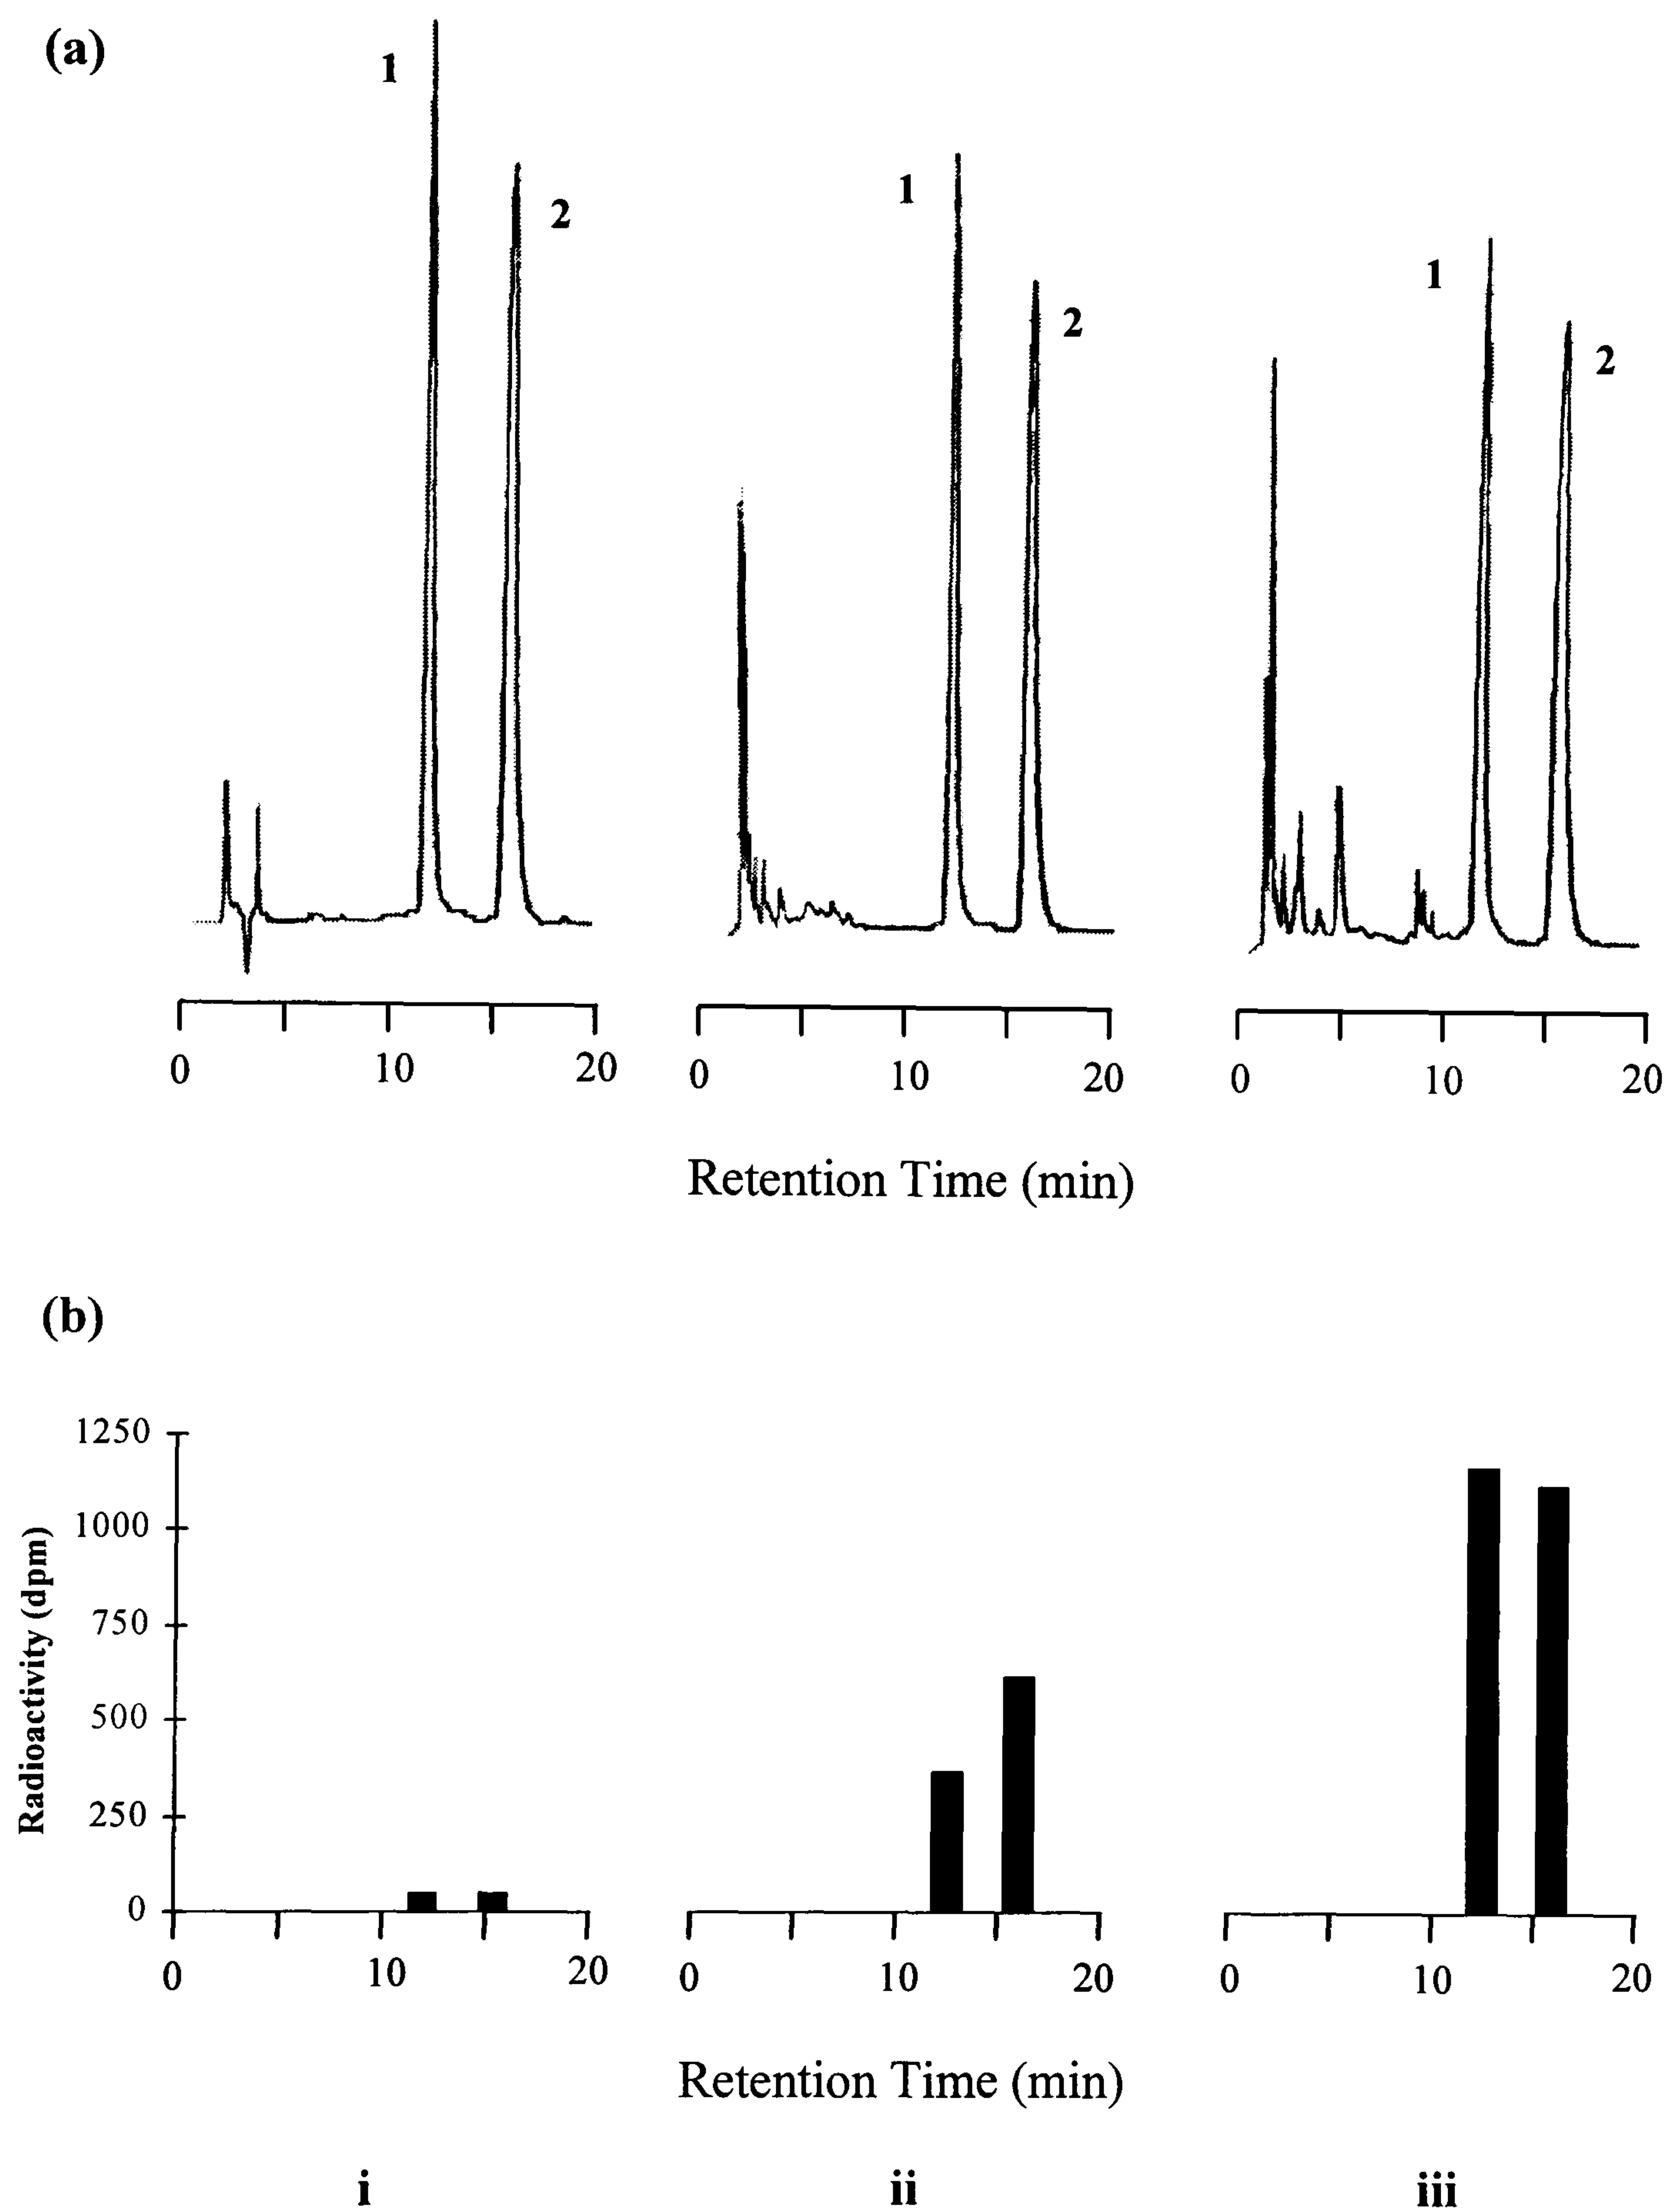 (a)
1
2
1
2
1
2
0 10 20 0 10 20 0 10 20
Retention Time (min)
(b)
Radioactivity (dpm)
1250
1000
750
500
250
0
0 10 20 0 10 20 0 10 20
Retention Time (min)
i ii iii